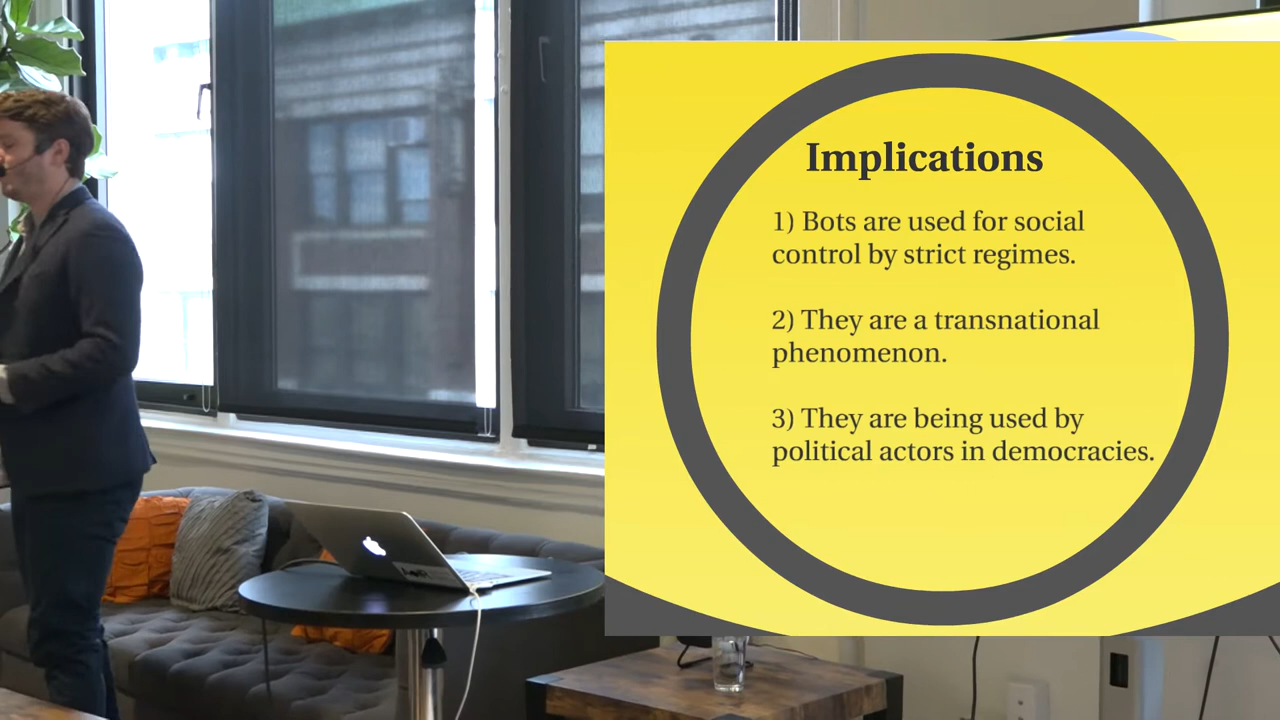 Implications
1) Bots are used for social
control by strict regimes.
2) They are a transnational
phenomenon.
3) They are being used by
political actors in democracies.